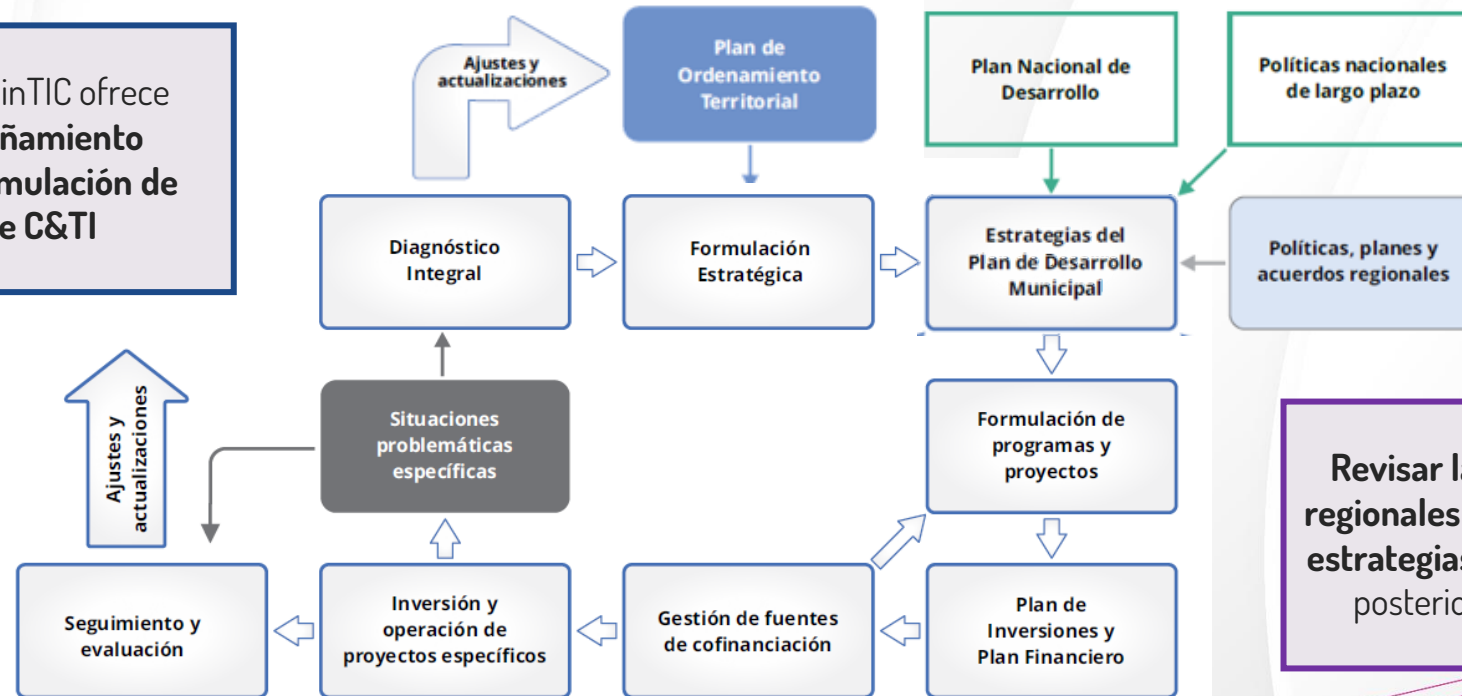 inTIC ofrece
ñamiento
mulación de
e C&TI
Ajustes y
actualizaciones
Plan de
Ordenamiento
Territorial
Plan Nacional de
Desarrollo
Políticas nacionales
de largo plazo
Diagnóstico
Integral
Formulación
Estratégica
Estrategias del
Plan de Desarrollo
Municipal
Políticas, planes y
acuerdos regionales
Ajustes y
actualizaciones
Situaciones
problemáticas
específicas
Formulación de
programas y
proyectos
Revisar l
regionales
estrategias
posterio
Seguimiento y
evaluación
Inversión y
operación de
proyectos específicos
Gestión de fuentes
de cofinanciación
Plan de
Inversiones y
Plan Financiero